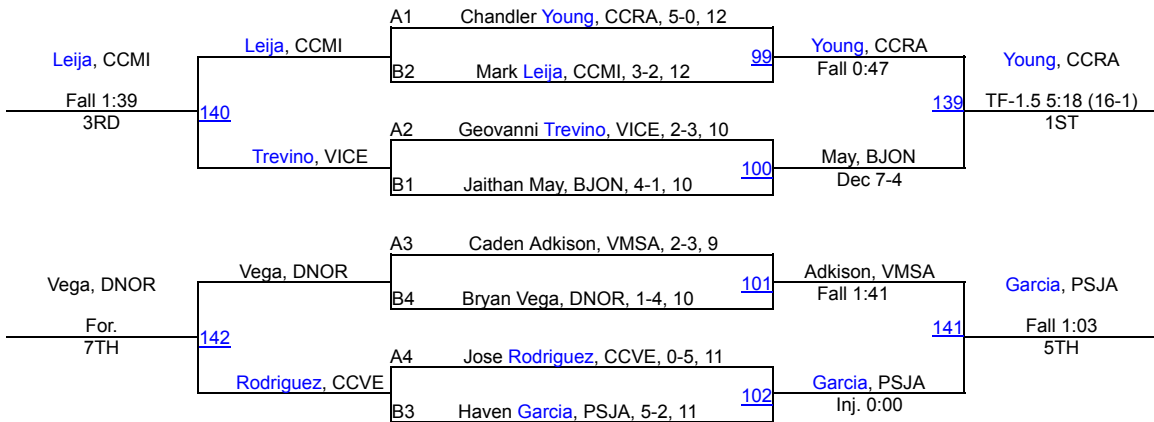 A1 Chandler Young, CCRA, 5-0, 12
Leija, CCMI
99
Young, CCRA
Leija, CCMI
B2 Mark Leija, CCMI, 3-2, 12
Fall 0:47
Young, CCRA
Fall 1:39
140
139
TF-1.5 5:18 (16-1)
3RD
1ST
A2 Geovanni Trevino, VICE, 2-3, 10
Trevino, VICE
100
May, BJON
B1 Jaithan May, BJON, 4-1, 10
Dec 7-4
A3 Caden Adkison, VMSA, 2-3, 9
Vega, DNOR
101
Adkison, VMSA
Vega, DNOR
B4 Bryan Vega, DNOR, 1-4, 10
Fall 1:41
Garcia, PSJA
For.
142
141
Fall 1:03
7TH
5TH
A4 Jose Rodriguez, CCVE, 0-5, 11
Rodriguez, CCVE
102
Garcia, PSJA
B3 Haven Garcia, PSJA, 5-2, 11
Inj. 0:00